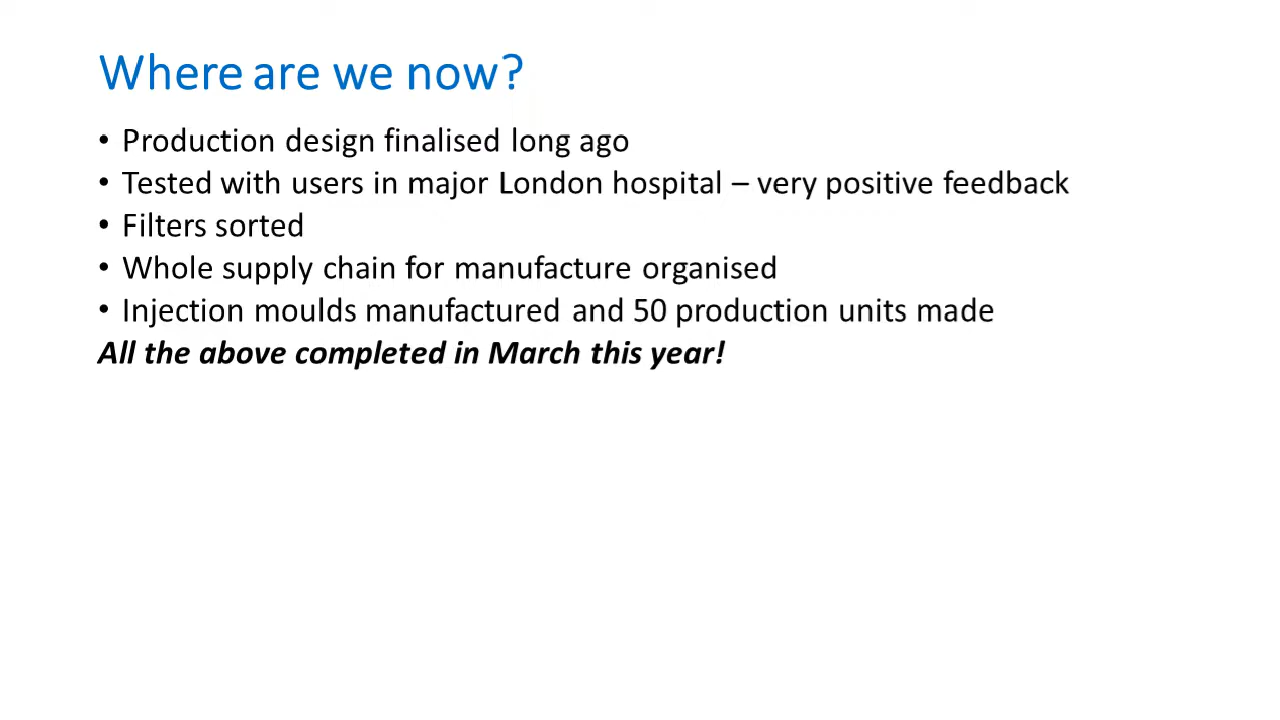 Where are we now?
• Production design finalised long ago
• Tested with users in major London hospital – very positive feedback
• Filters sorted
• Whole supply chain for manufacture organised
• Injection moulds manufactured and 50 production units made
All the above completed in March this year!